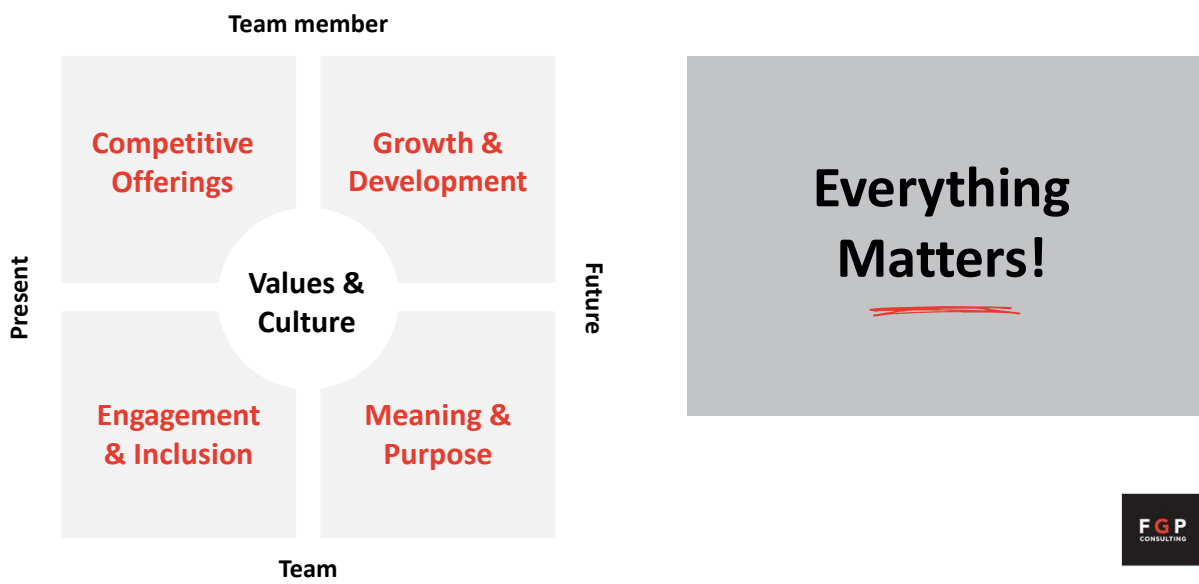 Team member
Competitive
Offerings
Growth &
Development
Present
Values &
Culture
Future
Engagement
& Inclusion
Meaning &
Purpose
Team
Everything
Matters!
FGP
CONSULTING